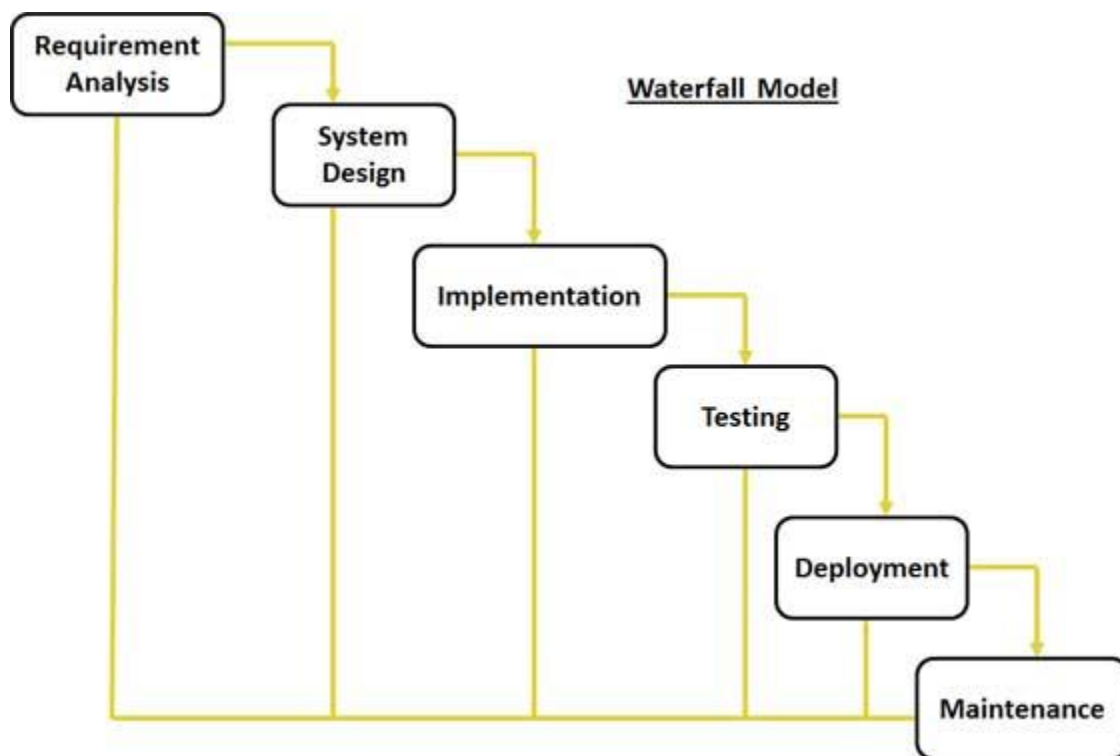 Requirement
Analysis
Waterfall Model
System
Design
Implementation
Testing
Deployment
Maintenance